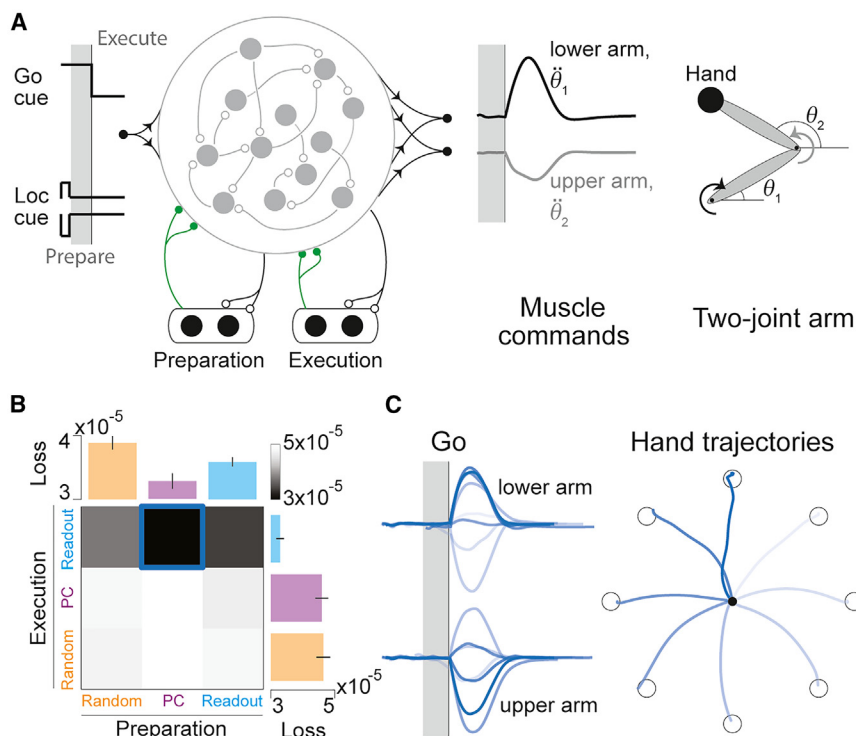 A
Execute
Go
cue
Loc
cue
Prepare
Preparation
Execution
lower arm,
θ̈₁
upper arm,
θ̈₂
Muscle
commands
Hand
θ₂
θ₁
Two-joint arm
B
x10⁻⁵
4
Loss
3
5x10⁻⁵
3x10⁻⁵
Execution
Readout
PC
Random
Random
PC
Readout
Preparation
3
5
x10⁻⁵
Loss
C
Go
lower arm
upper arm
Hand trajectories